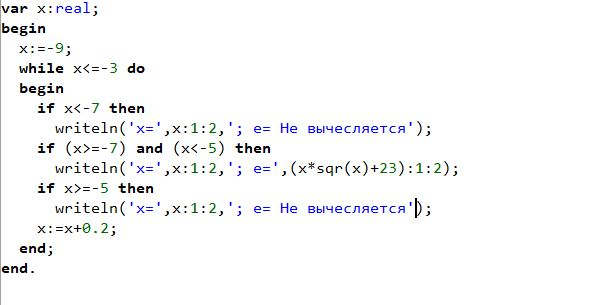 var x:real;
begin
  x:=-9;
  while x<=-3 do
  begin
    if x<-7 then
      writeln('x=',x:1:2,'; e= Не вычесляется');
    if (x>=-7) and (x<-5) then
      writeln('x=',x:1:2,'; e=',(x*sqr(x)+23):1:2);
    if x>=-5 then
      writeln('x=',x:1:2,'; e= Не вычесляется');
    x:=x+0.2;
  end;
end.